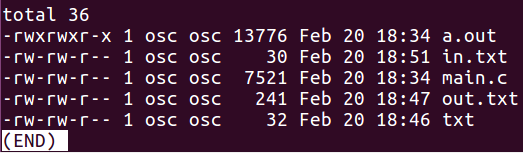 total 36
-rwxrwxr-x 1 osc osc 13776 Feb 20 18:34 a.out
-rw-rw-r-- 1 osc osc    30 Feb 20 18:51 in.txt
-rw-rw-r-- 1 osc osc  7521 Feb 20 18:34 main.c
-rw-rw-r-- 1 osc osc   241 Feb 20 18:47 out.txt
-rw-rw-r-- 1 osc osc    32 Feb 20 18:46 txt
(END)